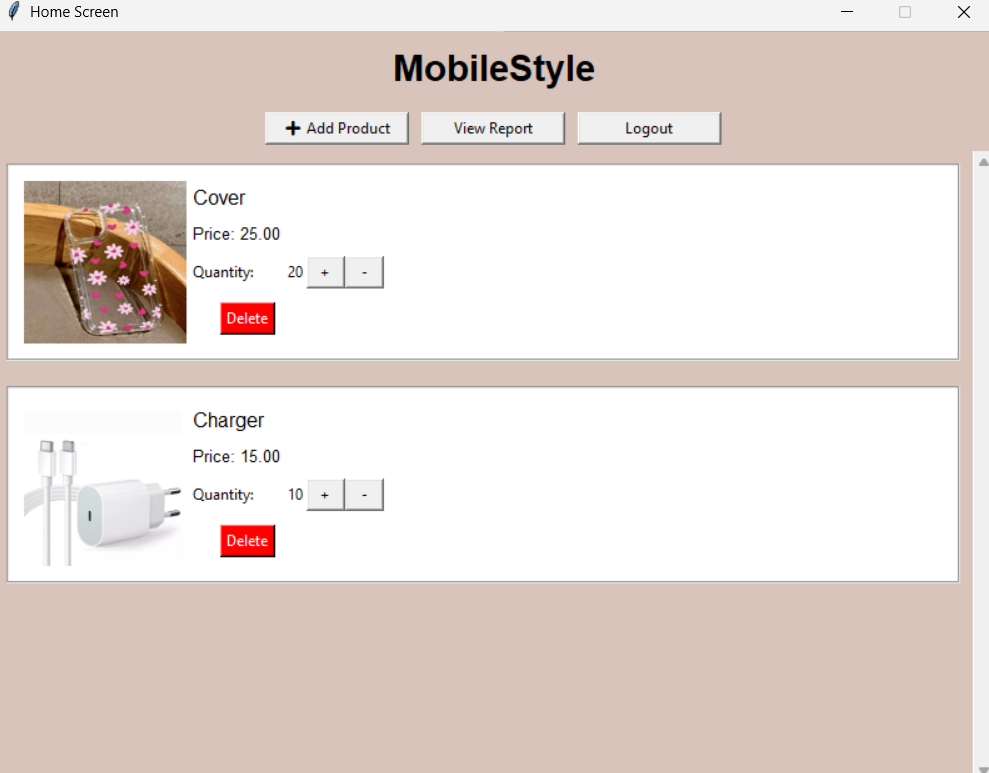 Home Screen
MobileStyle
+ Add Product View Report Logout
Cover
Price: 25.00
Quantity: 20 + -
Delete
Charger
Price: 15.00
Quantity: 10 + -
Delete